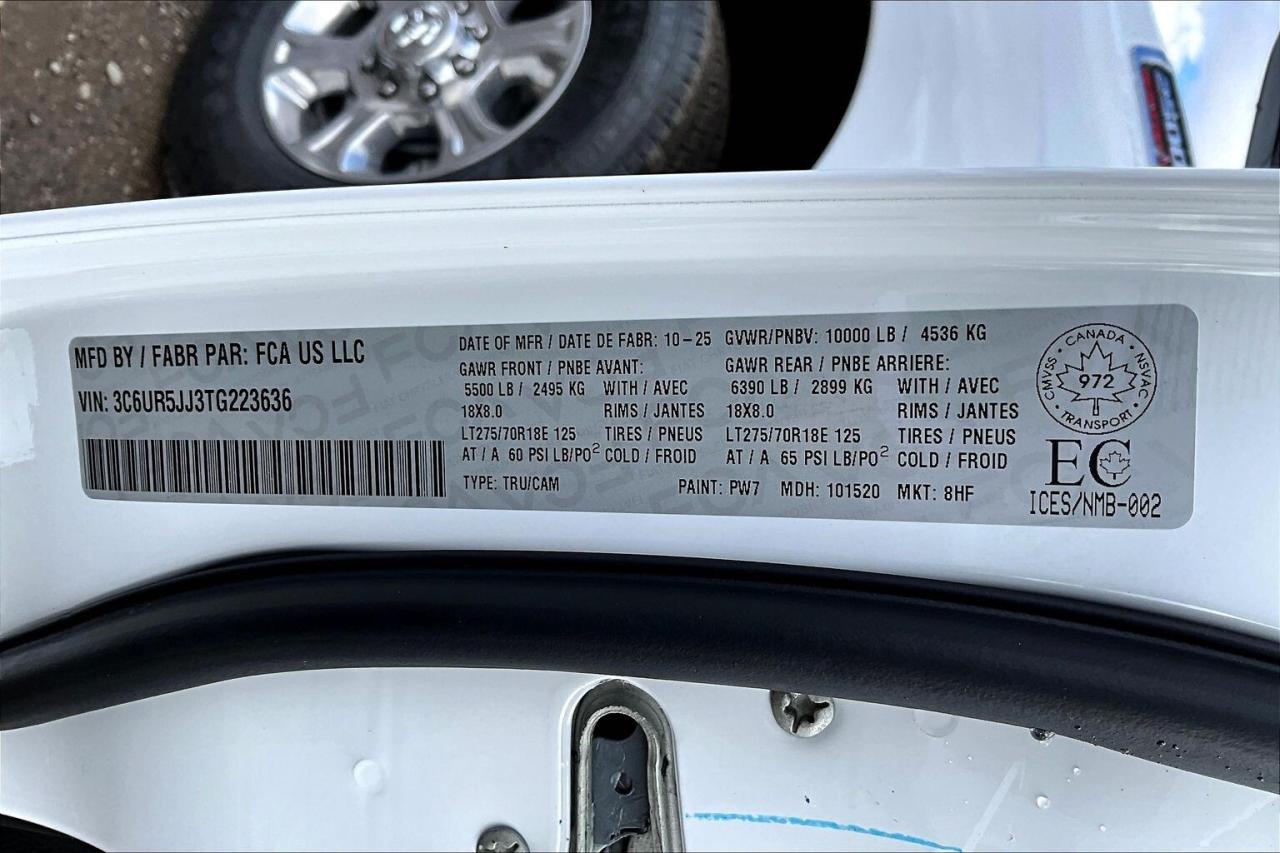 MFD BY / FABR PAR: FCA US LLC
VIN: 3C6UR5JJ3TG223636
DATE OF MFR / DATE DE FABR: 10-25 GVWR/PNBV: 10000 LB / 4536 KG
GAWR FRONT / PNBE AVANT: GAWR REAR / PNBE ARRIERE:
5500 LB / 2495 KG WITH / AVEC 6390 LB / 2899 KG WITH / AVEC
18X8.0 RIMS / JANTES 18X8.0 RIMS / JANTES
LT275/70R18E 125 TIRES / PNEUS LT275/70R18E 125 TIRES / PNEUS
AT / A 60 PSI LB/PO² COLD / FROID AT / A 65 PSI LB/PO² COLD / FROID
TYPE: TRU/CAM PAINT: PW7 MDH: 101520 MKT: 8HF
CMVSS · CANADA · NSVAC
972
· TRANSPORT ·
EC
ICES/NMB-002